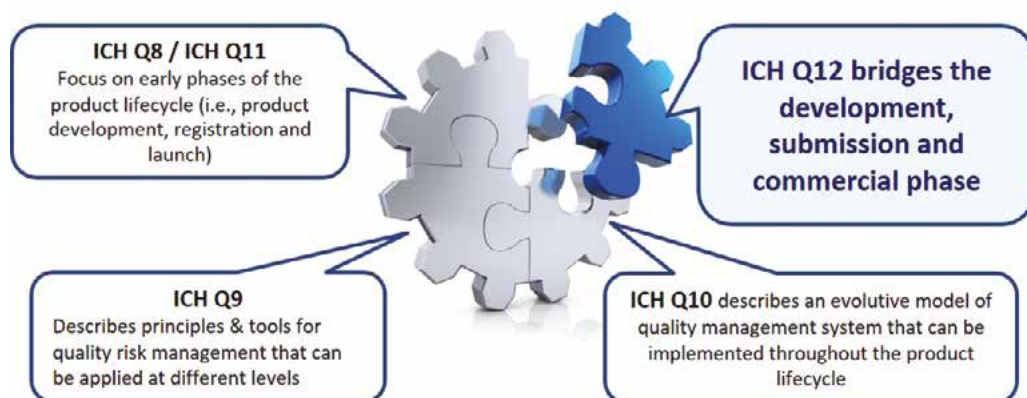 ICH Q8 / ICH Q11
Focus on early phases of the
product lifecycle (i.e., product
development, registration and
launch)
ICH Q12 bridges the
development,
submission and
commercial phase
ICH Q9
Describes principles & tools for
quality risk management that can
be applied at different levels
ICH Q10 describes an evolutive model of
quality management system that can be
implemented throughout the product
lifecycle